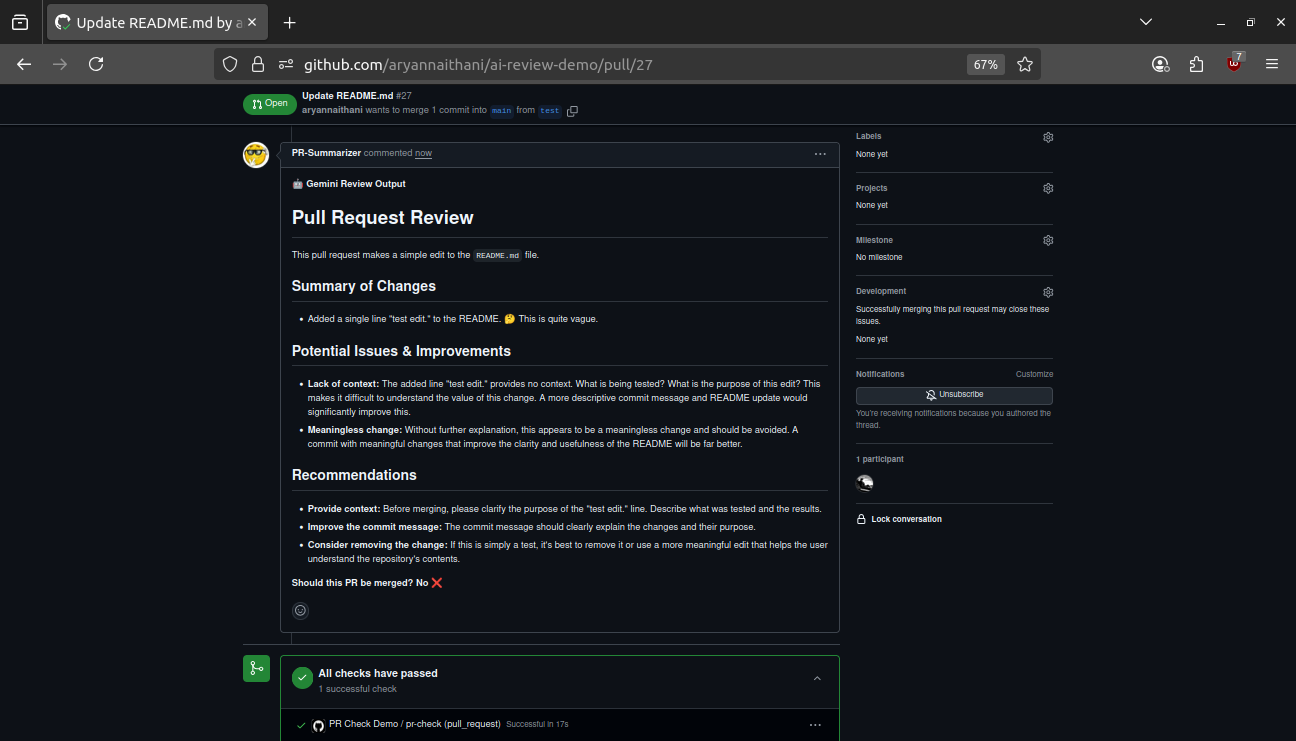 Update README.md by a
github.com/aryannaithani/ai-review-demo/pull/27
67%
7
Open
Update README.md #27
aryannaithani wants to merge 1 commit into main from test
PR-Summarizer commented now
🤖 Gemini Review Output
Pull Request Review
This pull request makes a simple edit to the README.md file.
Summary of Changes
• Added a single line "test edit." to the README. 🤔 This is quite vague.
Potential Issues & Improvements
• Lack of context: The added line "test edit." provides no context. What is being tested? What is the purpose of this edit? This
makes it difficult to understand the value of this change. A more descriptive commit message and README update would
significantly improve this.
• Meaningless change: Without further explanation, this appears to be a meaningless change and should be avoided. A
commit with meaningful changes that improve the clarity and usefulness of the README will be far better.
Recommendations
• Provide context: Before merging, please clarify the purpose of the "test edit." line. Describe what was tested and the results.
• Improve the commit message: The commit message should clearly explain the changes and their purpose.
• Consider removing the change: If this is simply a test, it's best to remove it or use a more meaningful edit that helps the user
understand the repository's contents.
Should this PR be merged? No ❌
All checks have passed
1 successful check
PR Check Demo / pr-check (pull_request) Successful in 17s
Labels
None yet
Projects
None yet
Milestone
No milestone
Development
Successfully merging this pull request may close these
issues.
None yet
Notifications
Customize
Unsubscribe
You're receiving notifications because you authored the
thread.
1 participant
Lock conversation